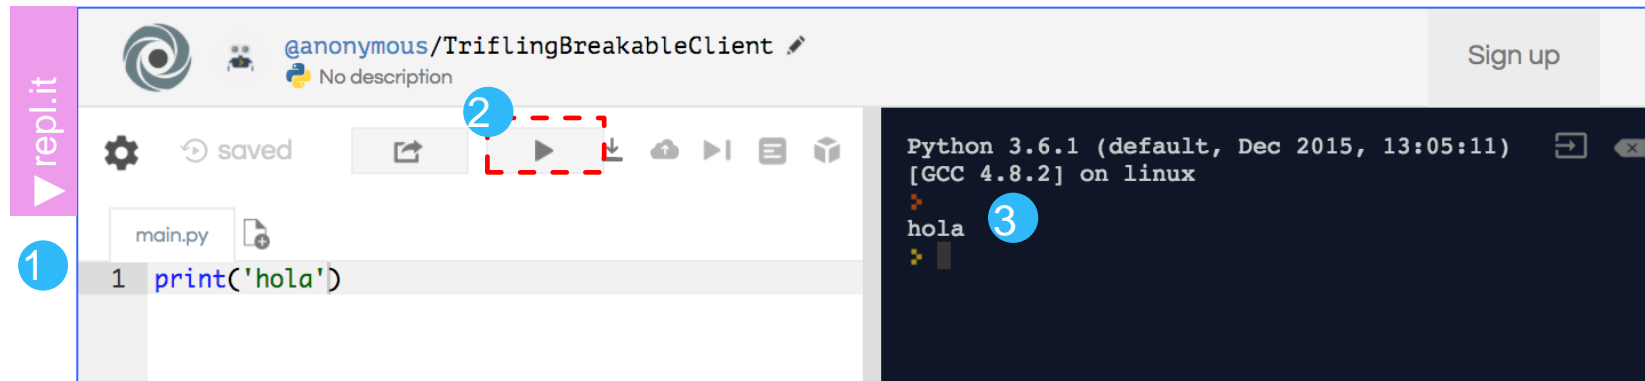 ▶ repl.it
@anonymous/TriflingBreakableClient
No description
Sign up
2
saved
main.py
1
1 print('hola')
Python 3.6.1 (default, Dec 2015, 13:05:11)
[GCC 4.8.2] on linux
hola
3